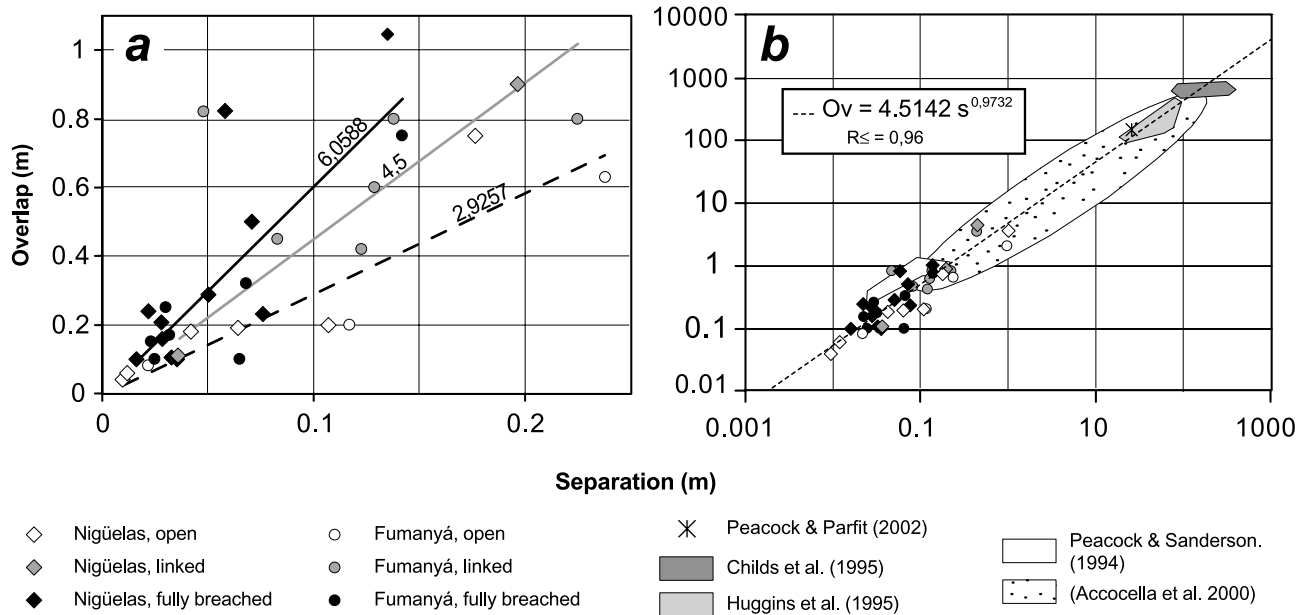 a
1
0.8
0.6
0.4
0.2
0
0
0.1
0.2
Overlap (m)
6,0588
4,5
2,9257
b
10000
1000
100
10
1
0.1
0.01
0.001
0.1
10
1000
Ov = 4.5142 s0,9732
R≤ = 0,96
Separation (m)
Nigüelas, open
Nigüelas, linked
Nigüelas, fully breached
Fumanyá, open
Fumanyá, linked
Fumanyá, fully breached
Peacock & Parfit (2002)
Childs et al. (1995)
Huggins et al. (1995)
Peacock & Sanderson.
(1994)
(Accocella et al. 2000)